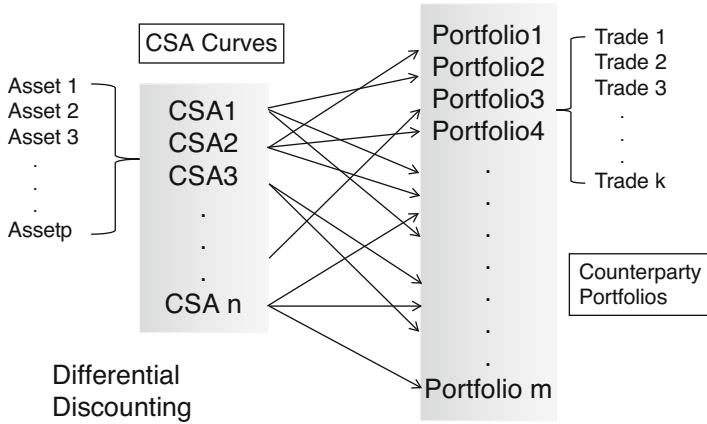 CSA Curves
Asset 1
Asset 2
Asset 3
.
.
.
Assetp
CSA1
CSA2
CSA3
.
.
.
CSA n
Portfolio1
Portfolio2
Portfolio3
Portfolio4
.
.
.
.
.
.
.
Portfolio m
Trade 1
Trade 2
Trade 3
.
.
.
Trade k
Counterparty
Portfolios
Differential
Discounting